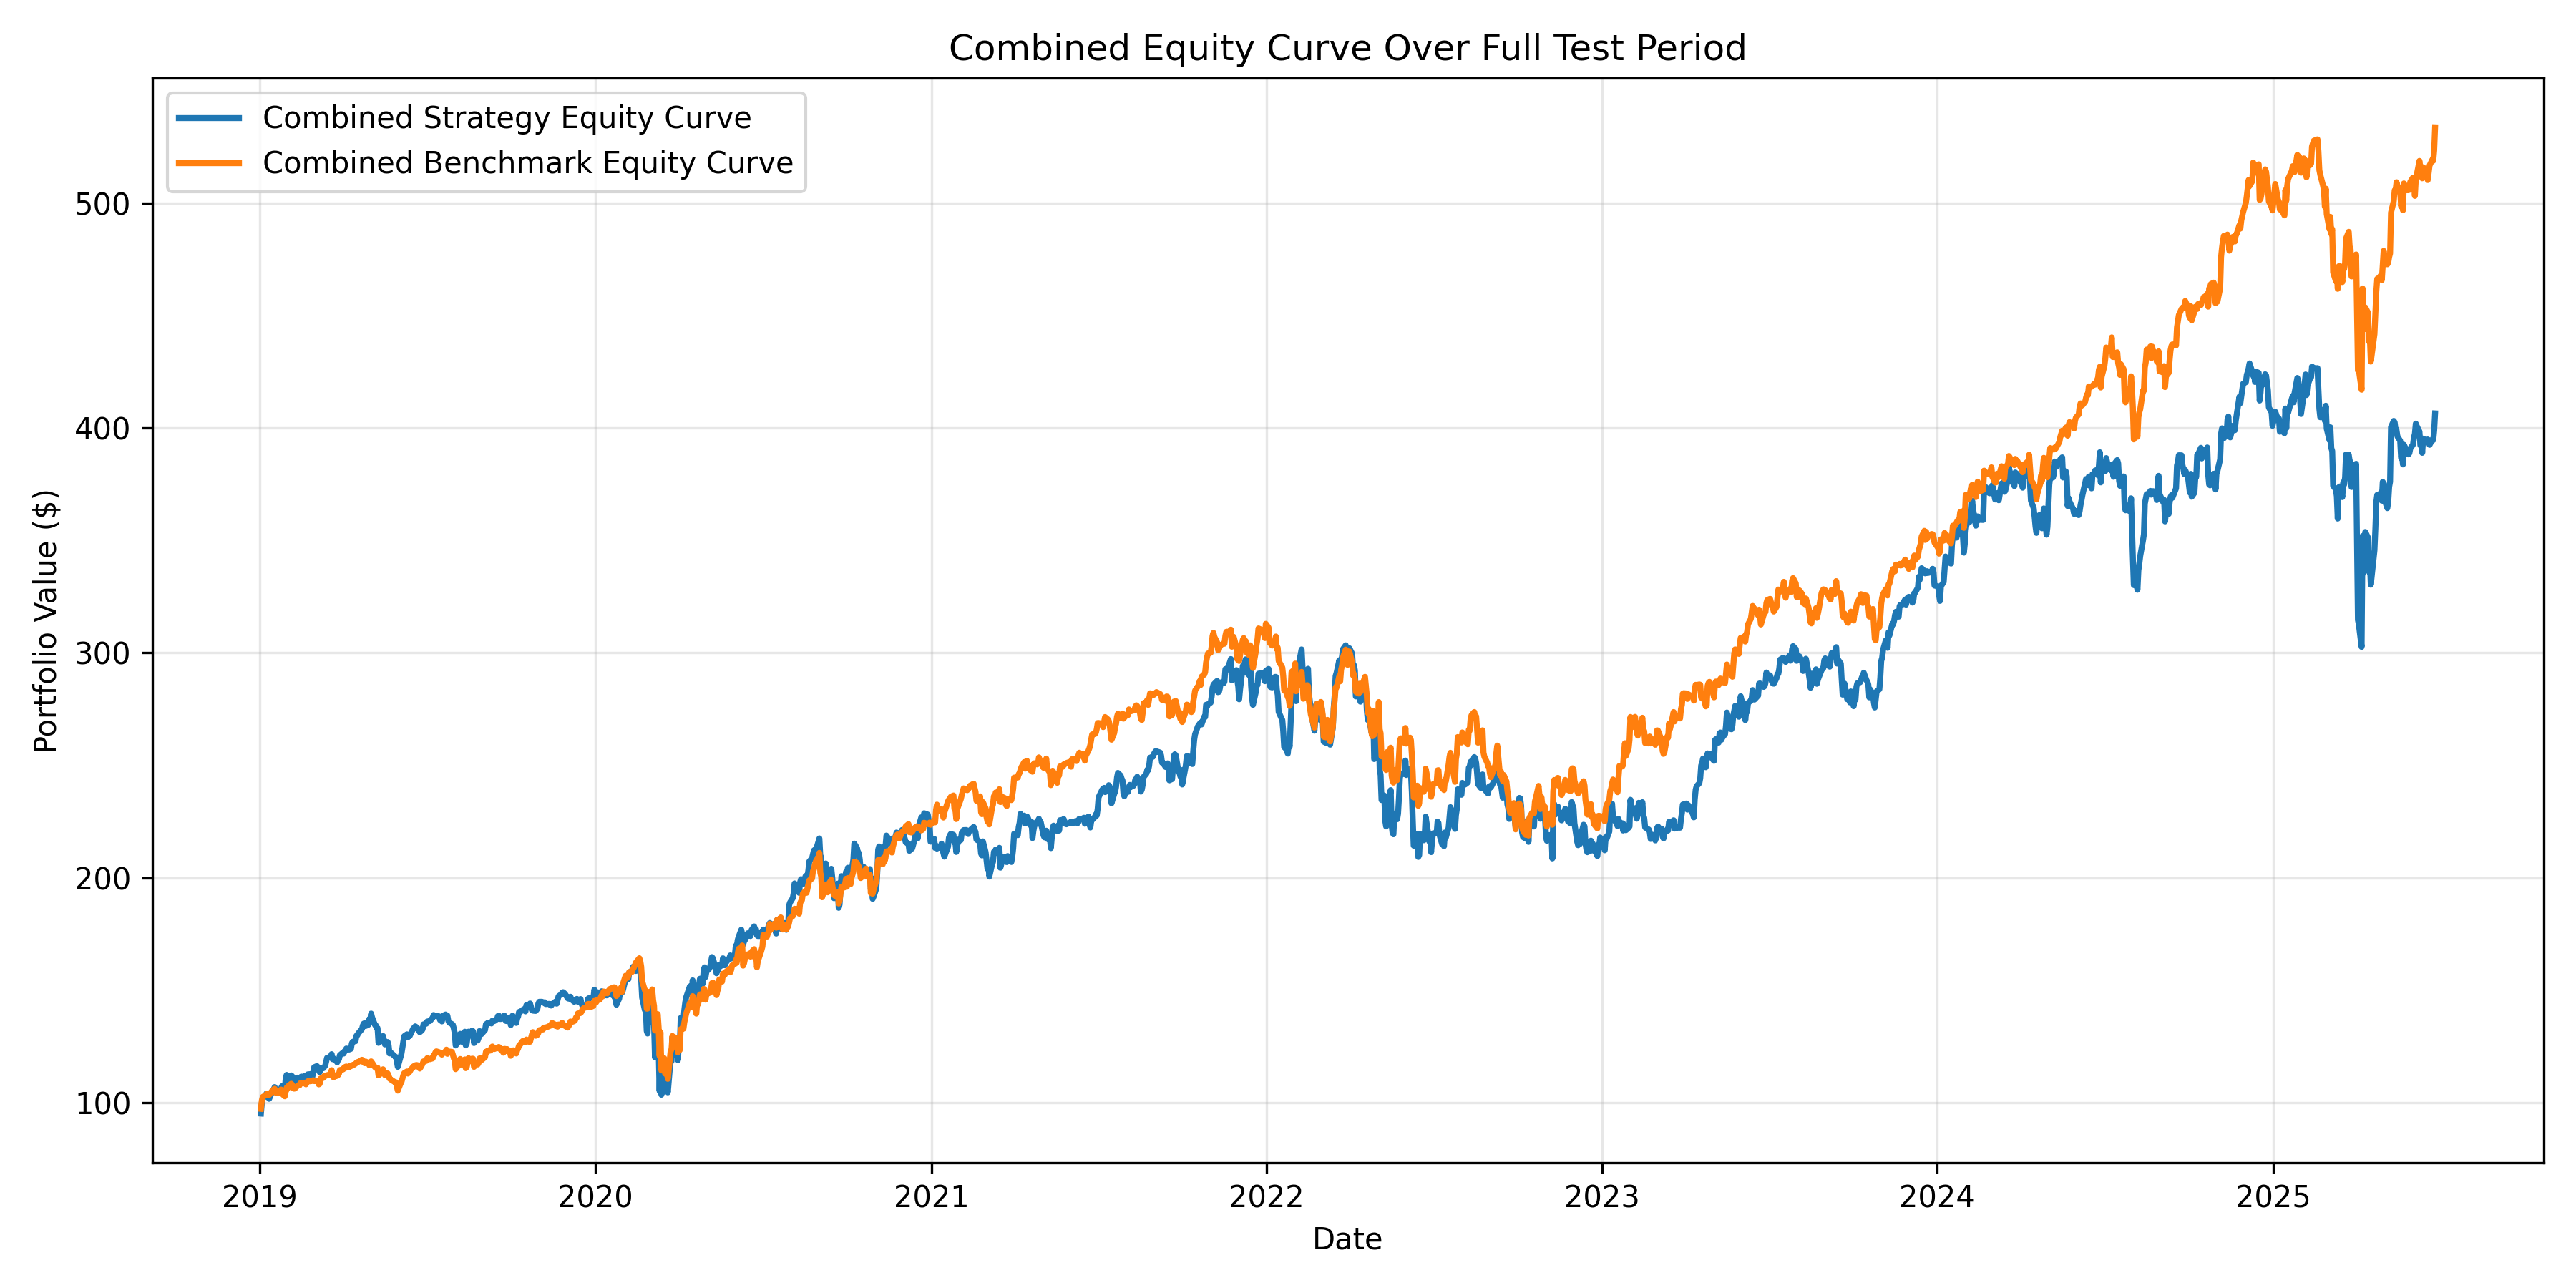 Combined Equity Curve Over Full Test Period
Combined Strategy Equity Curve
Combined Benchmark Equity Curve
Portfolio Value ($)
500
400
300
200
100
2019 2020 2021 2022 2023 2024 2025
Date